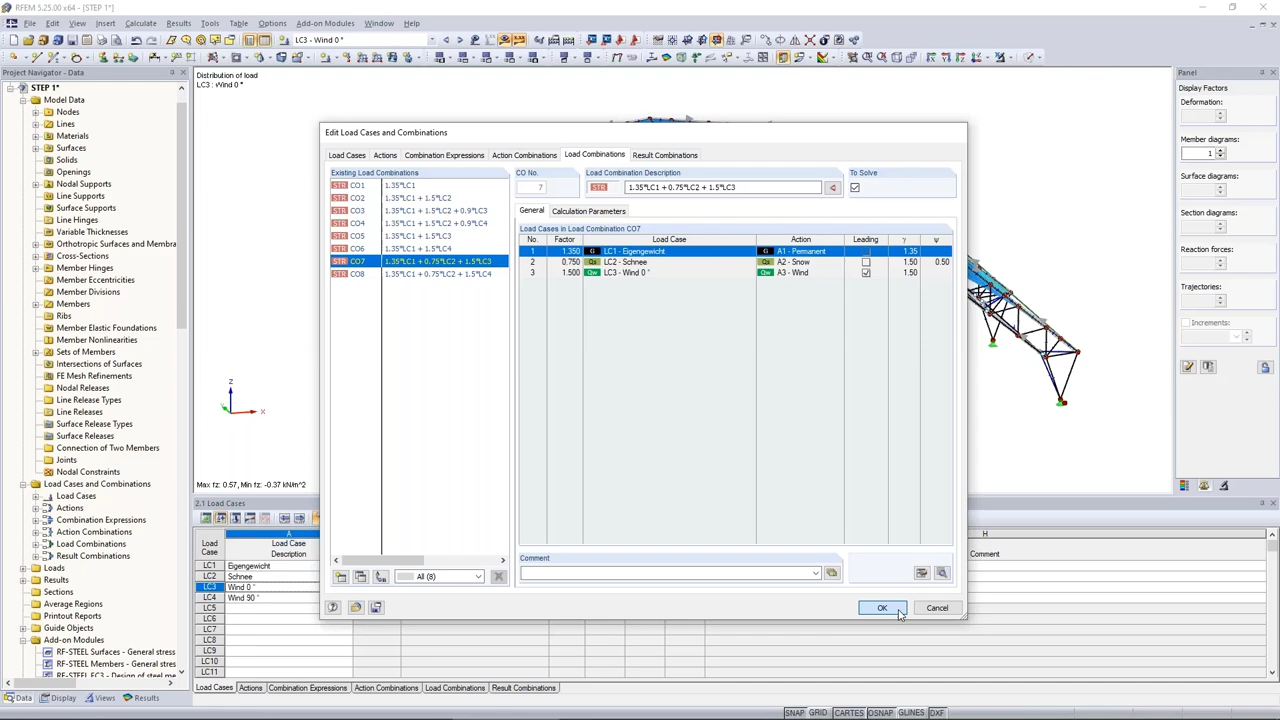 RFEM 5.25.00 x64 - [STEP 1*]
File Edit View Insert Calculate Results Tools Table Options Add-on Modules Window Help
LC3 - Wind 0 °
Project Navigator - Data
STEP 1*
Model Data
Nodes
Lines
Materials
Surfaces
Solids
Openings
Nodal Supports
Line Supports
Surface Supports
Line Hinges
Variable Thicknesses
Orthotropic Surfaces and Membra
Cross-Sections
Member Hinges
Member Eccentricities
Member Divisions
Members
Ribs
Member Elastic Foundations
Member Nonlinearities
Sets of Members
Intersections of Surfaces
FE Mesh Refinements
Nodal Releases
Line Release Types
Line Releases
Surface Release Types
Surface Releases
Connection of Two Members
Joints
Nodal Constraints
Load Cases and Combinations
Load Cases
Actions
Combination Expressions
Action Combinations
Load Combinations
Result Combinations
Loads
Results
Sections
Average Regions
Printout Reports
Guide Objects
Add-on Modules
RF-STEEL Surfaces - General stress
RF-STEEL Members - General stres
RF-STEEL EC3 - Design of steel me
Data Display Views Results
Distribution of load
LC3 : Wind 0 °
Z
X
Max fz: 0.57, Min fz: -0.37 kN/m^2
Edit Load Cases and Combinations
Load Cases Actions Combination Expressions Action Combinations Load Combinations Result Combinations
Existing Load Combinations
STR CO1 1.35*LC1
STR CO2 1.35*LC1 + 1.5*LC2
STR CO3 1.35*LC1 + 1.5*LC2 + 0.9*LC3
STR CO4 1.35*LC1 + 1.5*LC2 + 0.9*LC4
STR CO5 1.35*LC1 + 1.5*LC3
STR CO6 1.35*LC1 + 1.5*LC4
STR CO7 1.35*LC1 + 0.75*LC2 + 1.5*LC3
STR CO8 1.35*LC1 + 0.75*LC2 + 1.5*LC4
All (8)
CO No. Load Combination Description To Solve
7 STR 1.35*LC1 + 0.75*LC2 + 1.5*LC3
General Calculation Parameters
Load Cases in Load Combination CO7
No. Factor Load Case Action Leading γ ψ
1 1.350 G LC1 - Eigengewicht G A1 - Permanent 1.35
2 0.750 Qs LC2 - Schnee Qs A2 - Snow 1.50 0.50
3 1.500 Qw LC3 - Wind 0 ° Qw A3 - Wind 1.50
Comment
OK Cancel
Panel
Display Factors
Deformation:
Member diagrams:
1
Surface diagrams:
Section diagrams:
Reaction forces:
Trajectories:
Increments:
2.1 Load Cases
A H
Load Case Load Case Description Comment
LC1 Eigengewicht
LC2 Schnee
LC3 Wind 0 °
LC4 Wind 90 °
LC5
LC6
LC7
LC8
LC9
LC10
LC11
Load Cases Actions Combination Expressions Action Combinations Load Combinations Result Combinations
SNAP GRID CARTES OSNAP GLINES DXF